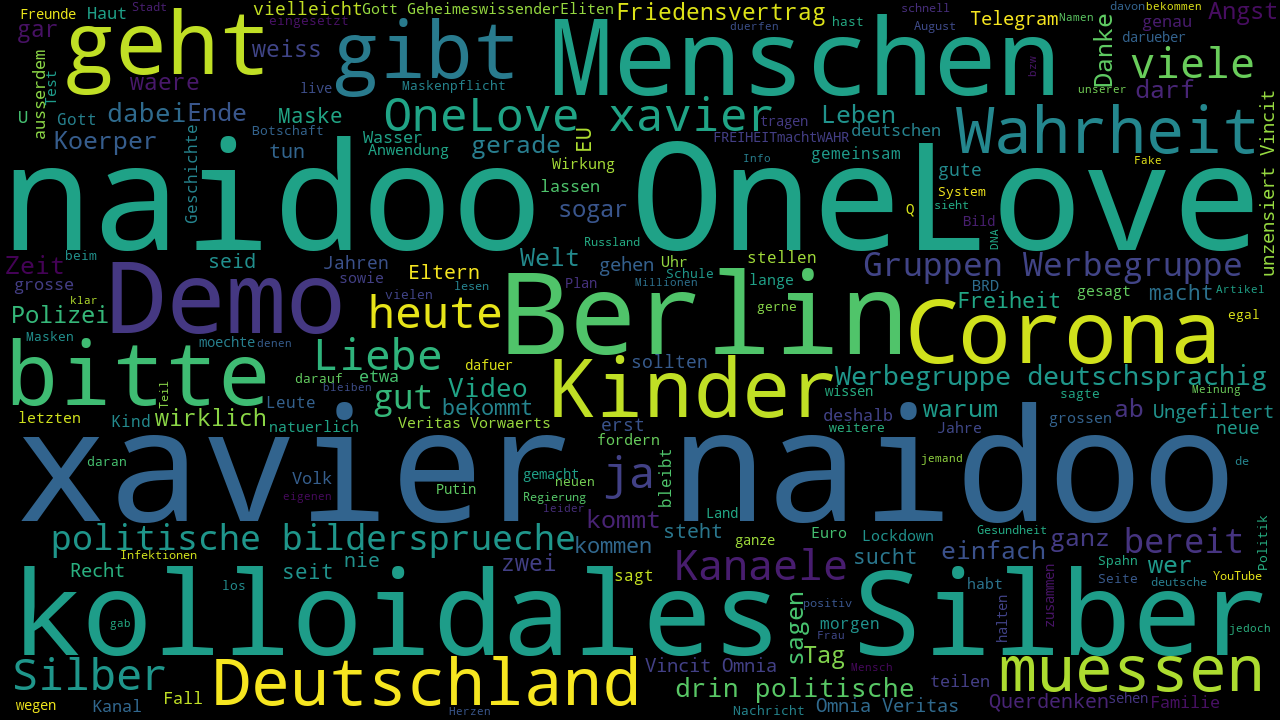 Freunde Haut Stadt
vielleicht Gott GeheimeswissenderEliten
eingesetzt
Friedensvertrag
hast schnell
davon bekommen
Angst
gar
geht
weiss
gibt
duerfen
Menschen
Telegram
August
Namen
Danke
genau
darueber
viele
ausserdem
Test
waere
live
Maskenpflicht
bzw
unserer
darf
U
Gott
dabei
Ende
Maske
OneLove xavier
tragen
Leben
Wahrheit
Koerper
Botschaft
Wasser
EU
FREIHEITmachtWAHR
deutschen
tun
Anwendung
gerade
Wirkung
Info
gemeinsam
Fake
unzensiert Vincit
Geschichte
naidoo OneLove
lassen
gute
System
sogar
Q
sieht
Bild
DNA
Russland
Zeit
beim
seid
Jahren
Eltern
Welt
gehen
Uhr
stellen
Gruppen Werbegruppe
grosse
sowie
lesen
Plan
Schule
Millionen
lange
BRD
gesagt
macht
Artikel
klar
Demo
vielen
heute
Berlin
gerne
Freiheit
egal
Polizei
Corona
Masken
moechte
denen
bitte
Liebe
dafuer
Kinder
sollten
Werbegruppe deutschsprachig
darauf
etwa
Teil
bleiben
gut
Video
wissen
sagte
Meinung
letzten
Kind
wirklich
Leute
bekommt
deshalb
warum
grossen
ab
Ungefiltert
natuerlich
Veritas Vorwaerts
erst
weitere
Jahre
neue
fordern
xavier naidoo
daran
Volk
ja
bleibt
jemand
de
gemacht
neuen
Putin
Regierung
eigenen
leider
kommt
Land
politische bildersprueche
steht
Euro
Lockdown
Gesundheit
ganz
bereit
Politik
Infektionen
nie
kommen
ganze
sucht
einfach
Recht
seit
zwei
sagt
Kanaele
Spahn
wer
YouTube
los
habt
Seite
deutsche
kolloidales Silber
gab
sagen
positiv
halten
zusammen
morgen
Frau
jedoch
Silber
Deutschland
Vincit Omnia
Tag
Mensch
muessen
Fall
drin politische
teilen
wegen
Kanal
Herzen
Nachricht
Omnia Veritas
Querdenken
sehen
Familie